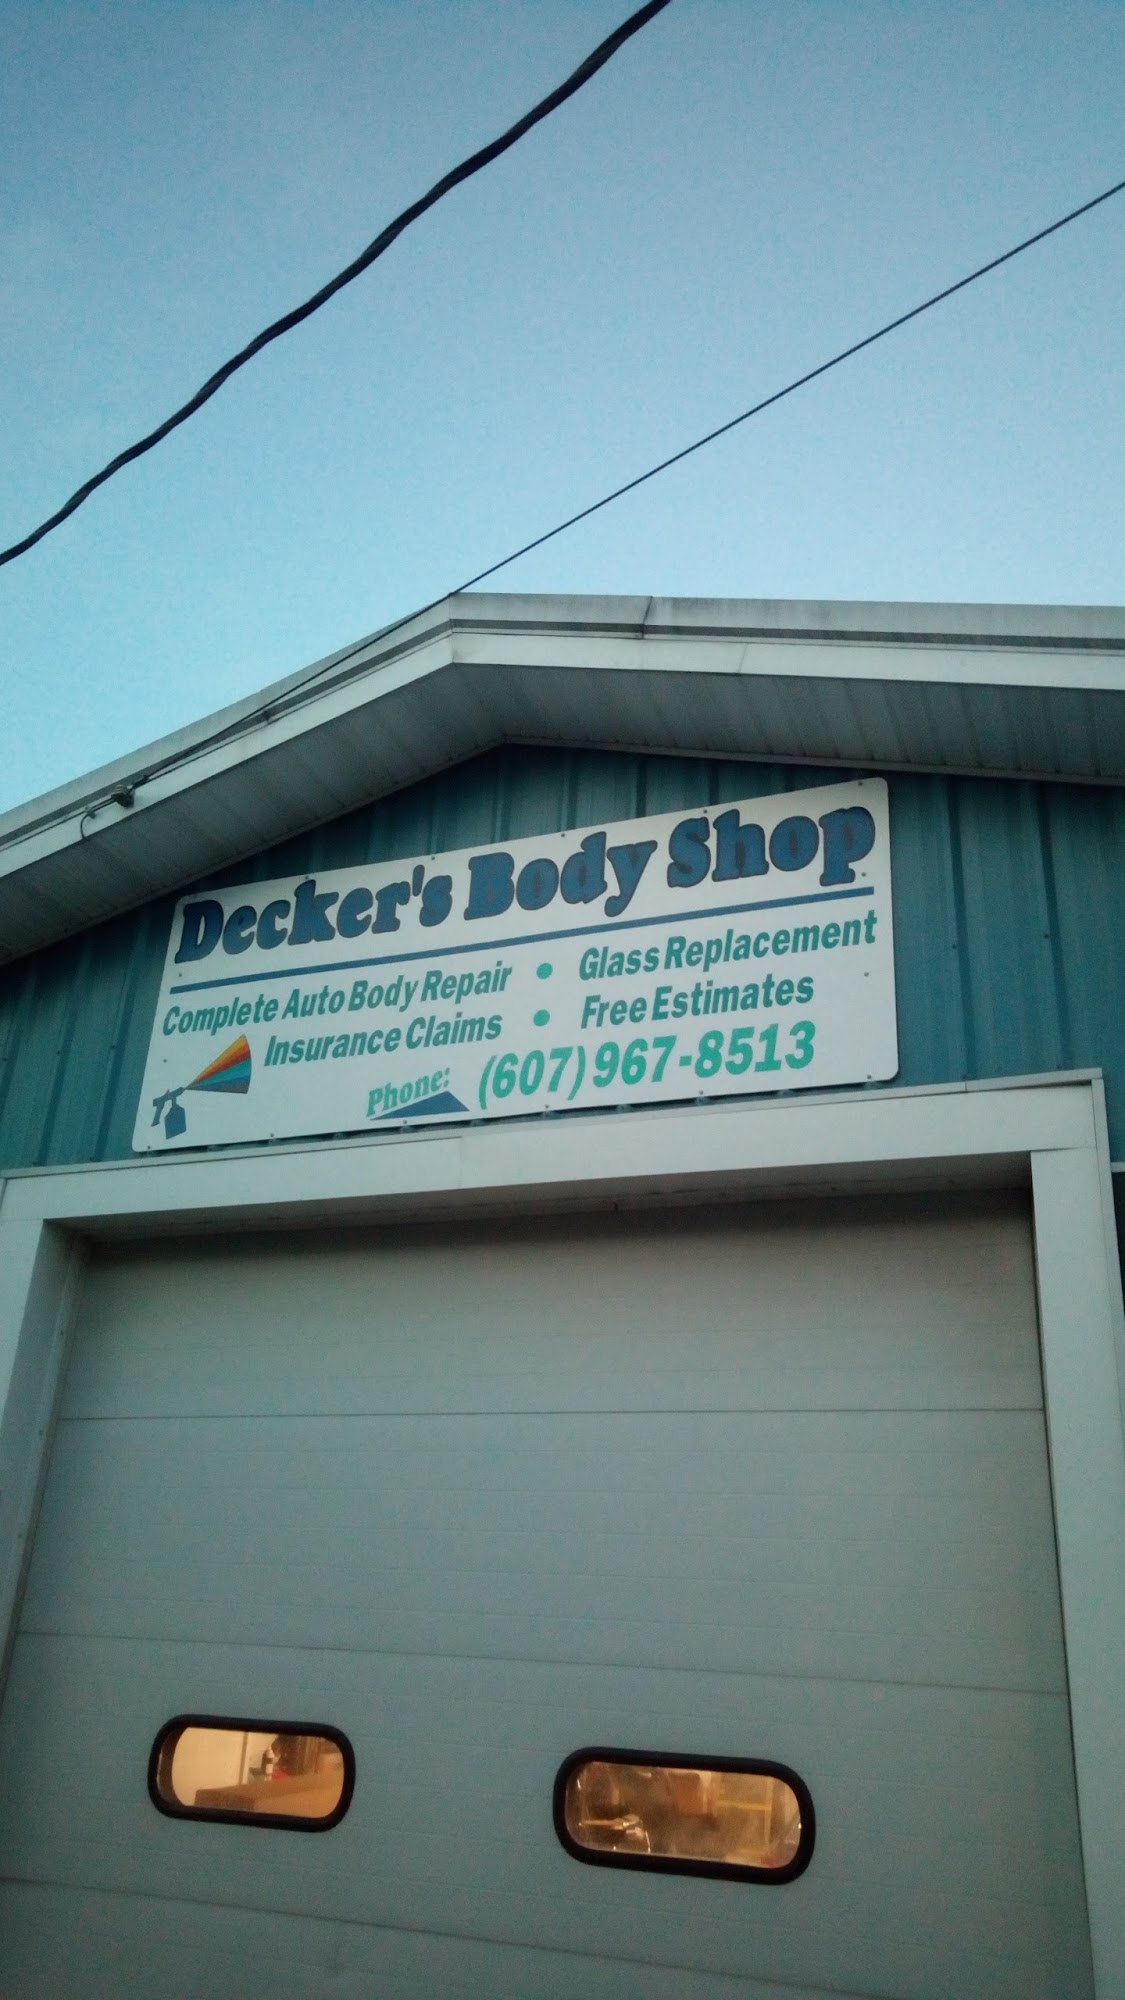 Decker's Body Shop
Complete Auto Body Repair • Glass Replacement
Insurance Claims • Free Estimates
Phone: (607) 967-8513